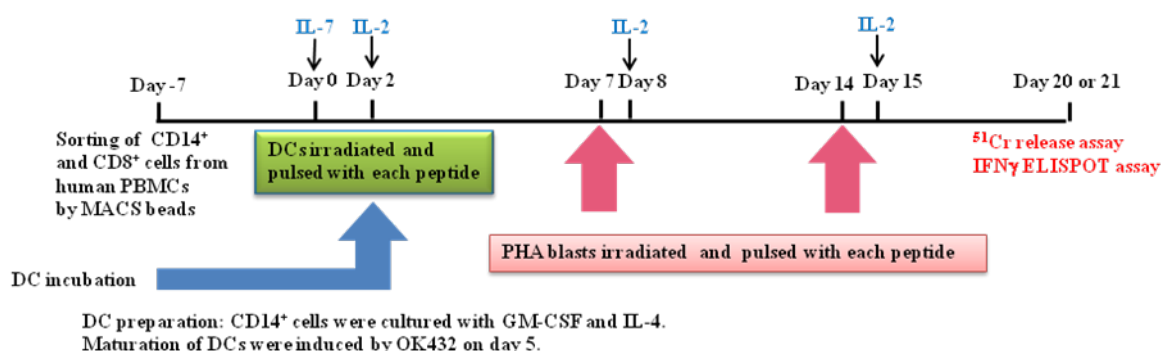 IL-7 IL-2 IL-2 IL-2
Day -7 Day 0 Day 2 Day 7 Day 8 Day 14 Day 15 Day 20 or 21
Sorting of CD14⁺
and CD8⁺ cells from
human PBMCs
by MACS beads
DCs irradiated and
pulsed with each peptide
⁵¹Cr release assay
IFNγ ELISPOT assay
PHA blasts irradiated and pulsed with each peptide
DC incubation
DC preparation: CD14⁺ cells were cultured with GM-CSF and IL-4.
Maturation of DCs were induced by OK432 on day 5.